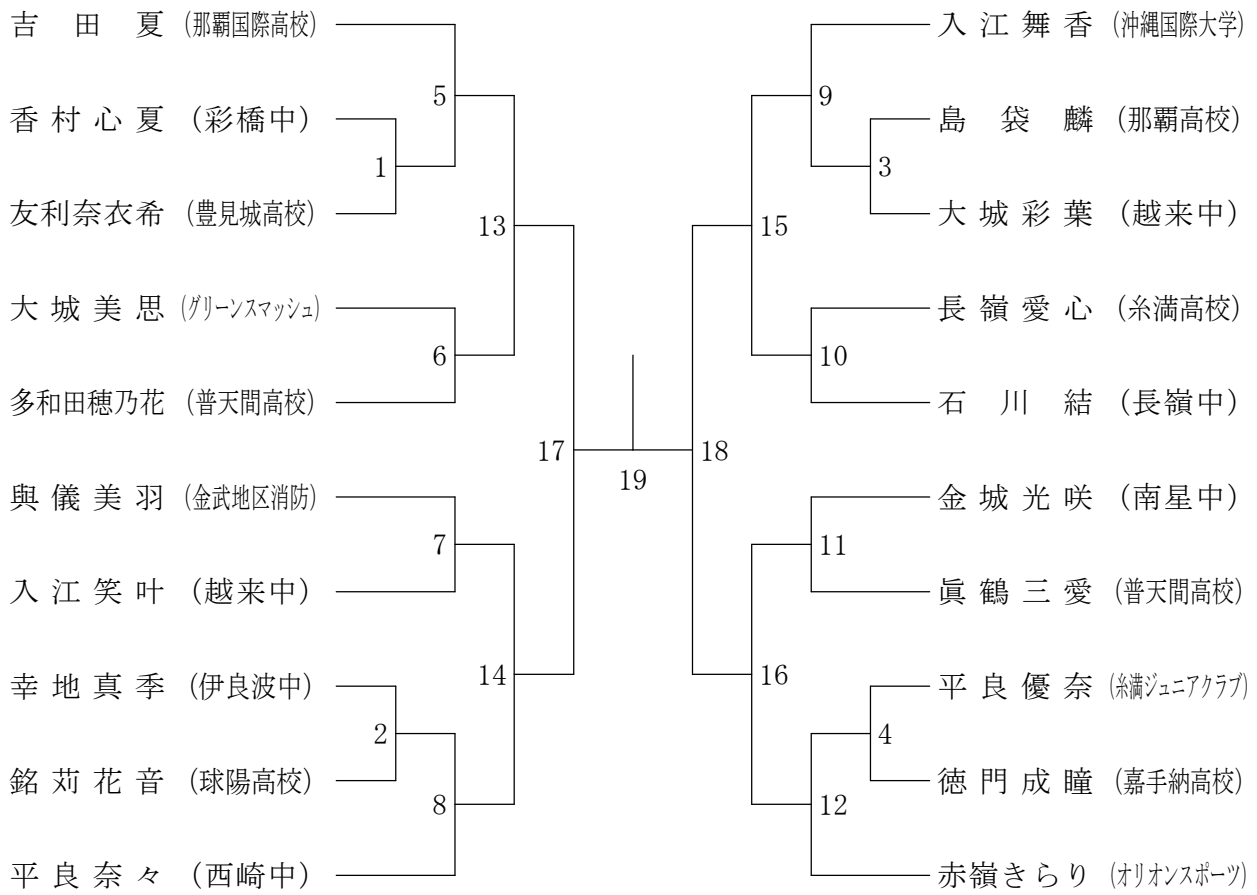 吉田夏 (那覇国際高校)
香村心夏 (彩橋中)
友利奈衣希 (豊見城高校)
大城美思 (グリーンスマッシュ)
多和田穂乃花 (普天間高校)
與儀美羽 (金武地区消防)
入江笑叶 (越来中)
幸地真季 (伊良波中)
銘苅花音 (球陽高校)
平良奈々 (西崎中)
5
1
13
6
17
7
14
2
8
19
9
3
15
10
18
11
16
4
12
入江舞香 (沖縄国際大学)
島袋麟 (那覇高校)
大城彩葉 (越来中)
長嶺愛心 (糸満高校)
石川結 (長嶺中)
金城光咲 (南星中)
眞鶴三愛 (普天間高校)
平良優奈 (糸満ジュニアクラブ)
徳門成瞳 (嘉手納高校)
赤嶺きらり (オリオンスポーツ)